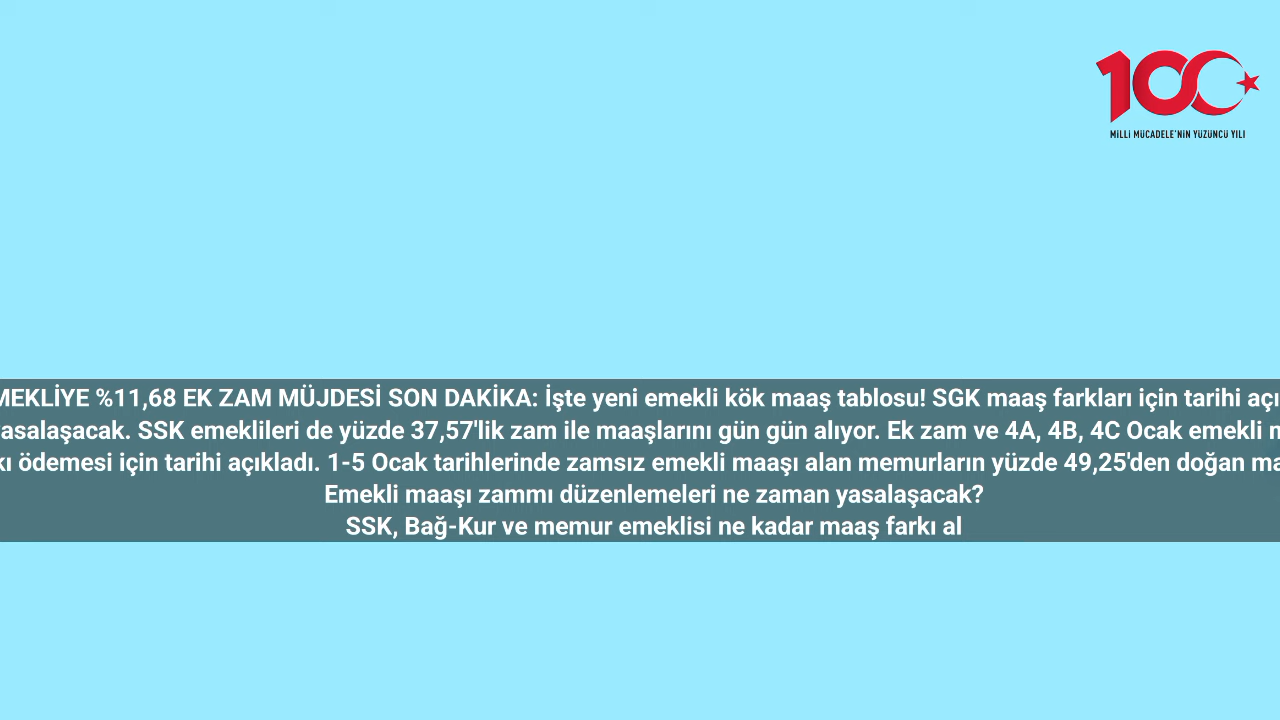 100
MİLLİ MÜCADELE'NİN YÜZÜNCÜ YILI
MEKLİYE %11,68 EK ZAM MÜJDESİ SON DAKİKA: İşte yeni emekli kök maaş tablosu! SGK maaş farkları için tarihi açı
yasalaşacak. SSK emeklileri de yüzde 37,57'lik zam ile maaşlarını gün gün alıyor. Ek zam ve 4A, 4B, 4C Ocak emekli
kı ödemesi için tarihi açıkladı. 1-5 Ocak tarihlerinde zamsız emekli maaşı alan memurların yüzde 49,25'den doğan ma
Emekli maaşı zammı düzenlemeleri ne zaman yasalaşacak?
SSK, Bağ-Kur ve memur emeklisi ne kadar maaş farkı al